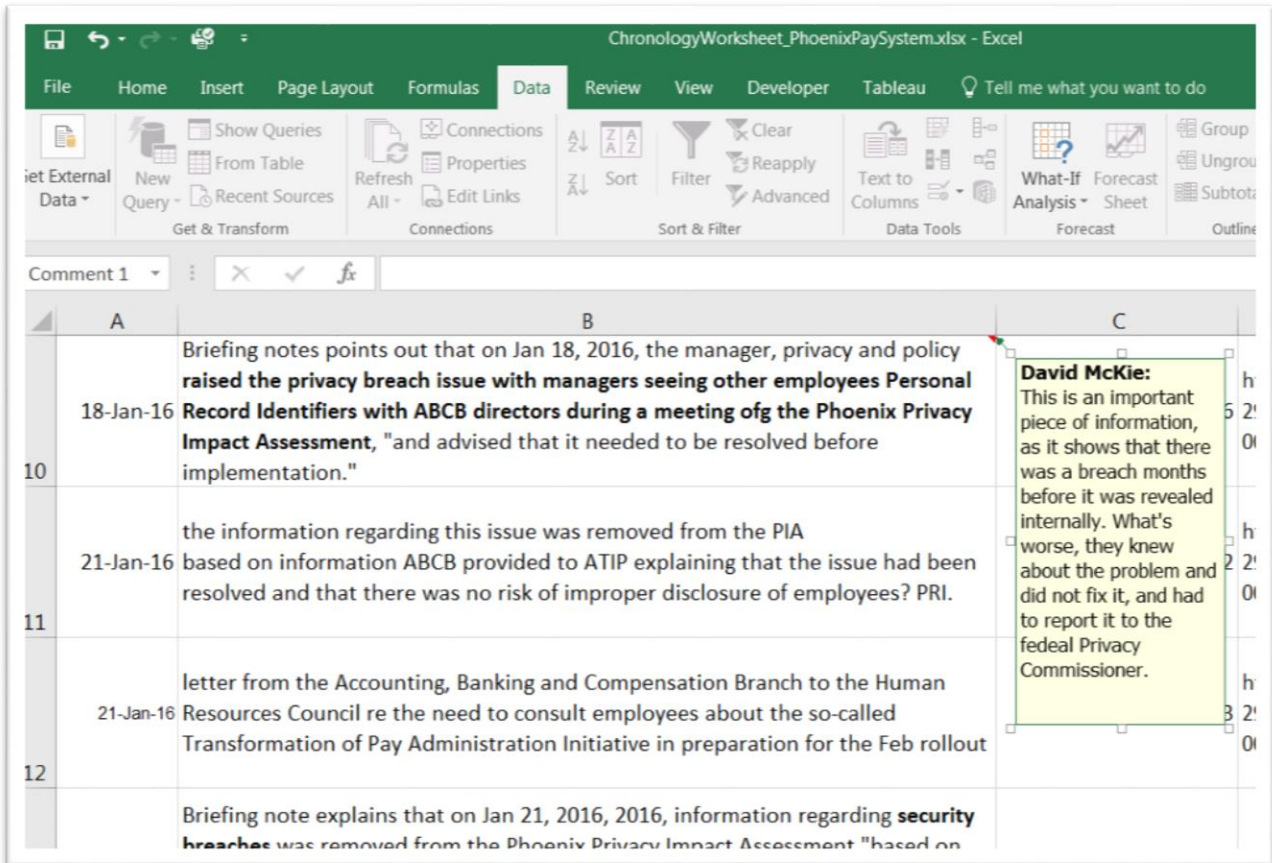 ChronologyWorksheet_PhoenixPaySystem.xlsx - Excel
File Home Insert Page Layout Formulas Data Review View Developer Tableau Tell me what you want to do
Show Queries
From Table
Recent Sources
et External
Data
New
Query
Get & Transform
Refresh
All
Connections
Properties
Edit Links
Connections
Sort
Filter
Clear
Reapply
Advanced
Sort & Filter
Text to
Columns
Data Tools
What-If
Analysis
Forecast
Sheet
Forecast
Group
Ungrou
Subtota
Outline
Comment 1
fx
A B C
10
18-Jan-16
Briefing notes points out that on Jan 18, 2016, the manager, privacy and policy
raised the privacy breach issue with managers seeing other employees Personal
Record Identifiers with ABCB directors during a meeting ofg the Phoenix Privacy
Impact Assessment, "and advised that it needed to be resolved before
implementation."
David McKie:
This is an important
piece of information,
as it shows that there
was a breach months
before it was revealed
internally. What's
worse, they knew
about the problem and
did not fix it, and had
to report it to the
fedeal Privacy
Commissioner.
11
21-Jan-16
the information regarding this issue was removed from the PIA
based on information ABCB provided to ATIP explaining that the issue had been
resolved and that there was no risk of improper disclosure of employees? PRI.
12
21-Jan-16
letter from the Accounting, Banking and Compensation Branch to the Human
Resources Council re the need to consult employees about the so-called
Transformation of Pay Administration Initiative in preparation for the Feb rollout
Briefing note explains that on Jan 21, 2016, 2016, information regarding security
breaches was removed from the Phoenix Privacy Impact Assessment "based on